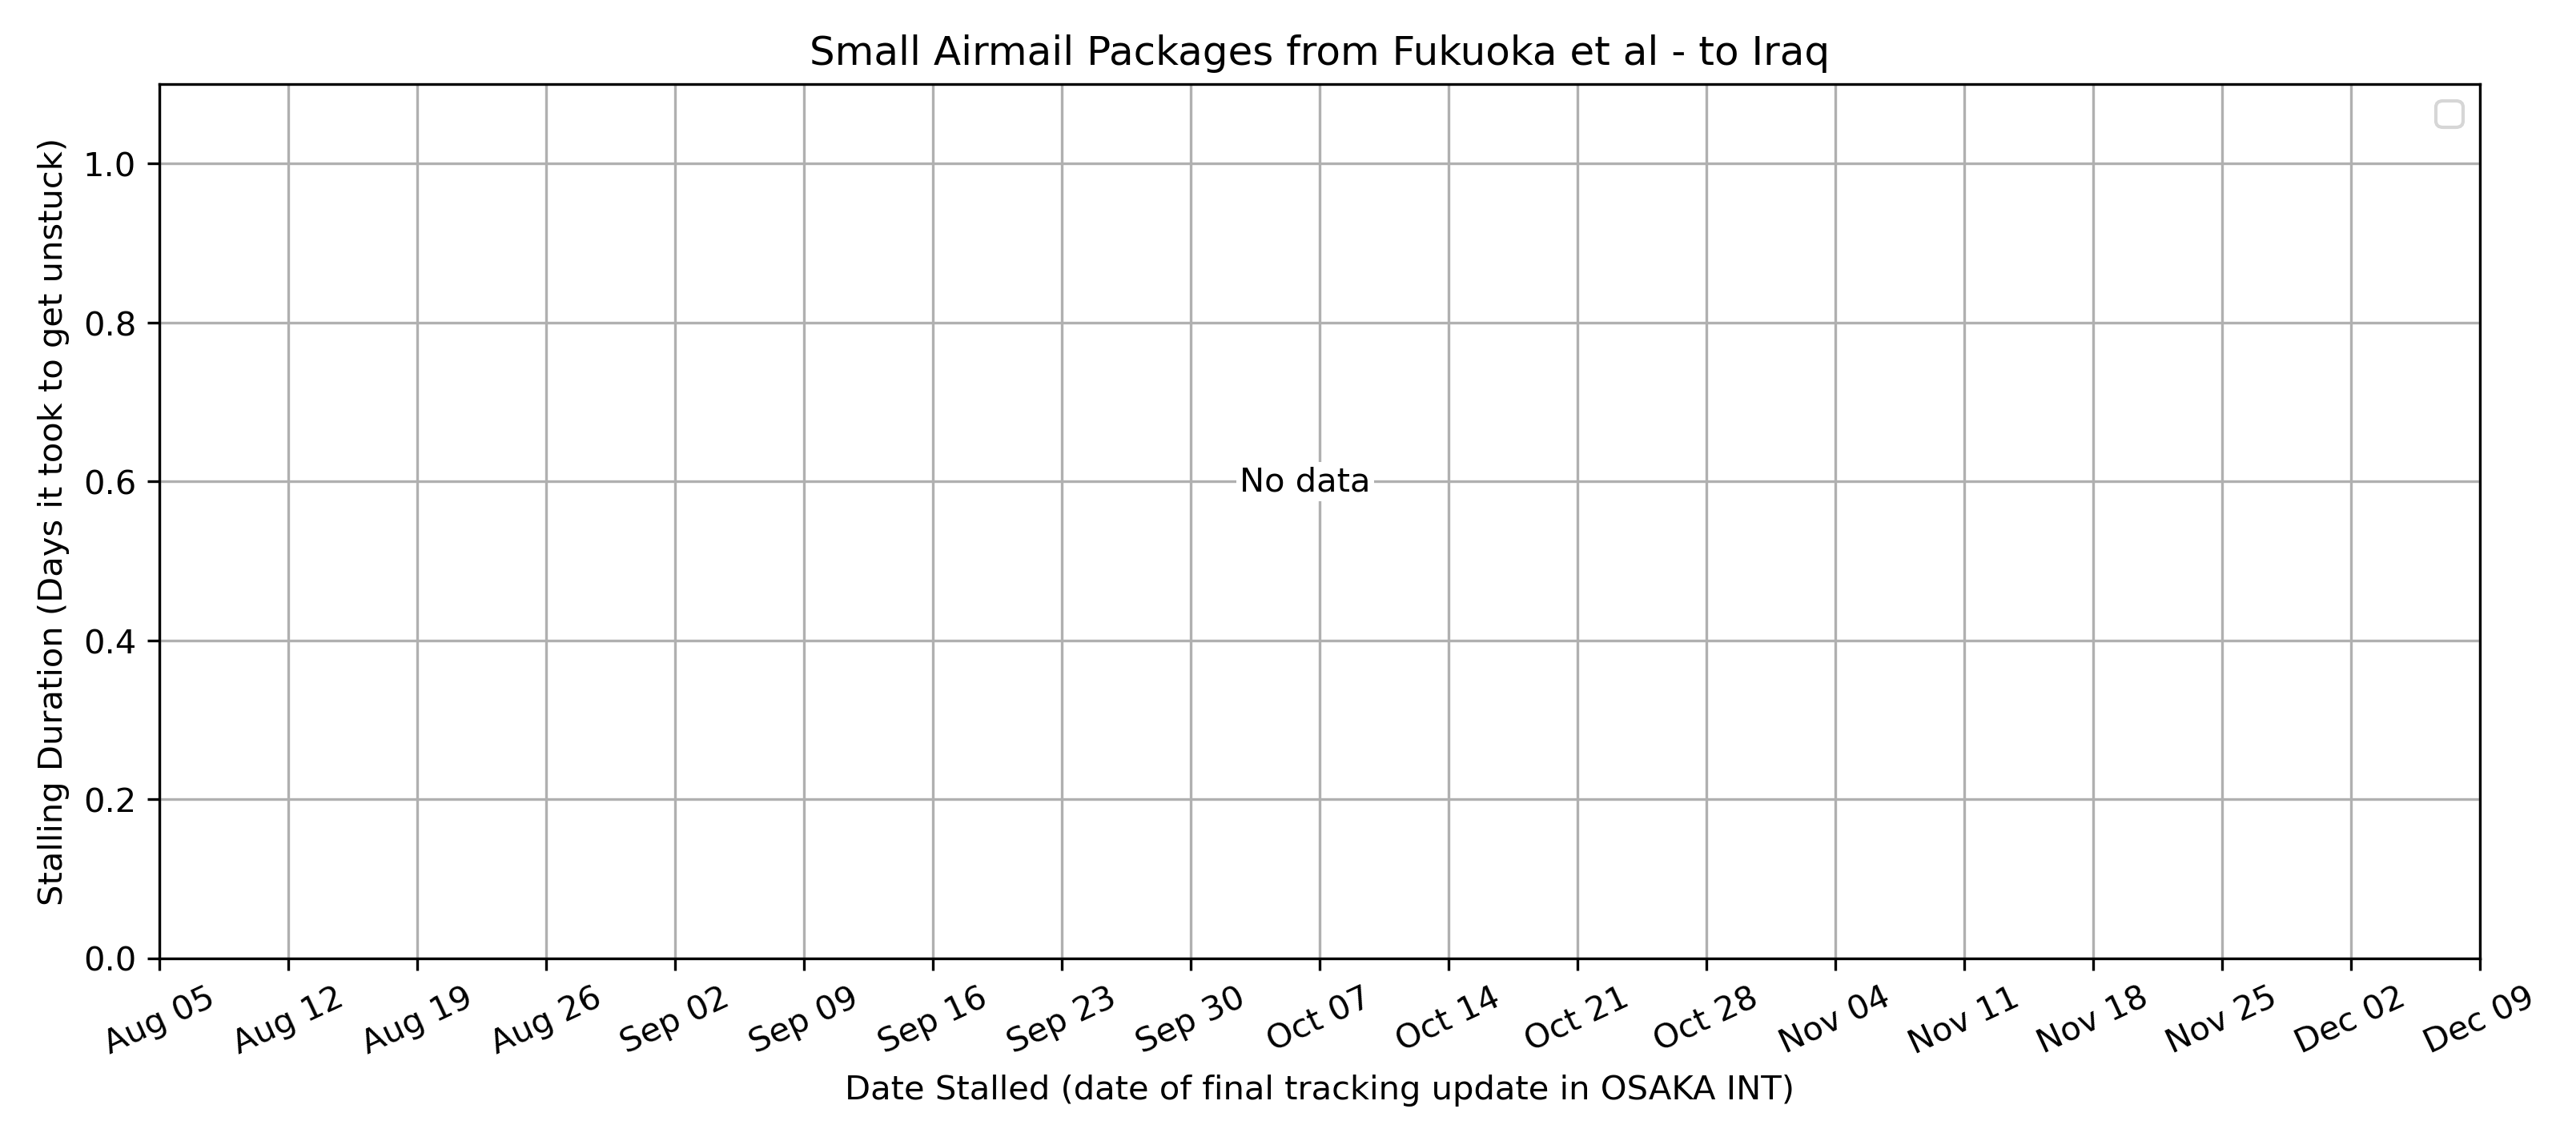 Small Airmail Packages from Fukuoka et al - to Iraq
Stalling Duration (Days it took to get unstuck)
1.0
0.8
0.6
0.4
0.2
0.0
No data
Aug 05
Aug 12
Aug 19
Aug 26
Sep 02
Sep 09
Sep 16
Sep 23
Sep 30
Oct 07
Oct 14
Oct 21
Oct 28
Nov 04
Nov 11
Nov 18
Nov 25
Dec 02
Dec 09
Date Stalled (date of final tracking update in OSAKA INT)